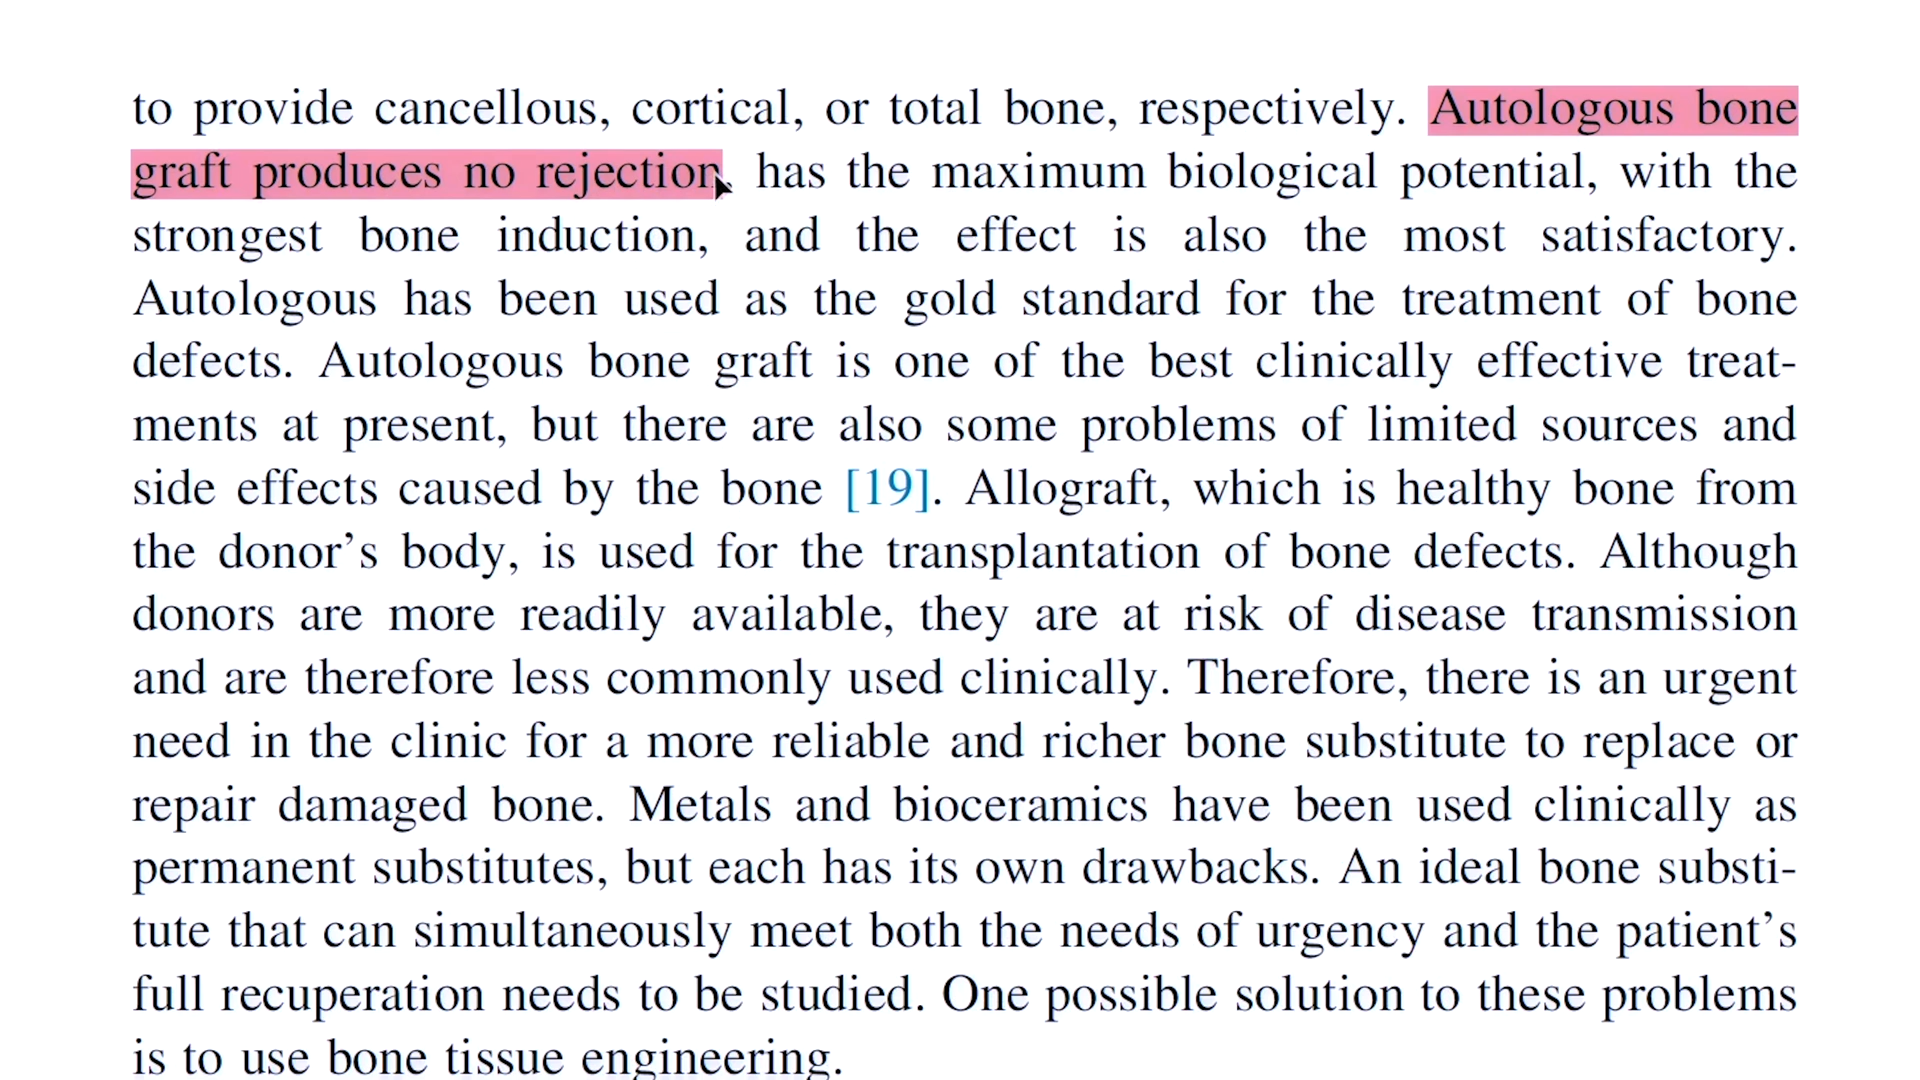 to provide cancellous, cortical, or total bone, respectively. Autologous bone
graft produces no rejection, has the maximum biological potential, with the
strongest bone induction, and the effect is also the most satisfactory.
Autologous has been used as the gold standard for the treatment of bone
defects. Autologous bone graft is one of the best clinically effective treat-
ments at present, but there are also some problems of limited sources and
side effects caused by the bone [19]. Allograft, which is healthy bone from
the donor’s body, is used for the transplantation of bone defects. Although
donors are more readily available, they are at risk of disease transmission
and are therefore less commonly used clinically. Therefore, there is an urgent
need in the clinic for a more reliable and richer bone substitute to replace or
repair damaged bone. Metals and bioceramics have been used clinically as
permanent substitutes, but each has its own drawbacks. An ideal bone substi-
tute that can simultaneously meet both the needs of urgency and the patient’s
full recuperation needs to be studied. One possible solution to these problems
is to use bone tissue engineering.